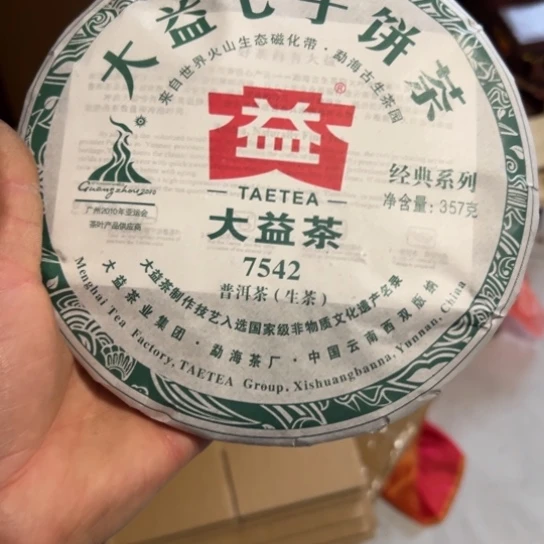 大益七子饼茶
来自世界火山生态磁化带·勐海古生茶园
益
®
TAETEA
大益茶
经典系列
净含量: 357克
Guangzhou 2010
广州2010年亚运会
茶叶产品供应商
7542
普洱茶（生茶）
大益茶制作技艺入选国家级非物质文化遗产名录
大益茶业集团·勐海茶厂·中国云南西双版纳
Menghai Tea Factory, TAETEA Group, Xishuangbanna, Yunnan, China